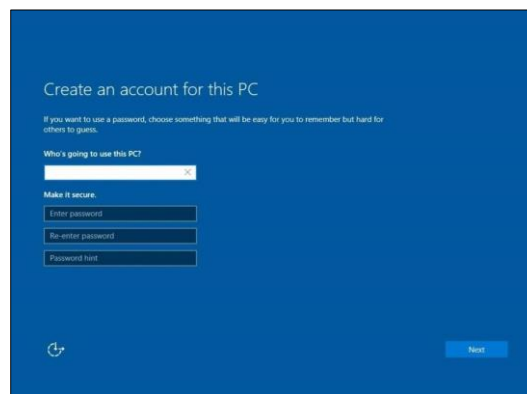 Create an account for this PC
If you want to use a password, choose something that will be easy for you to remember but hard for
others to guess.
Who's going to use this PC?
Make it secure.
Enter password
Re-enter password
Password hint
Next